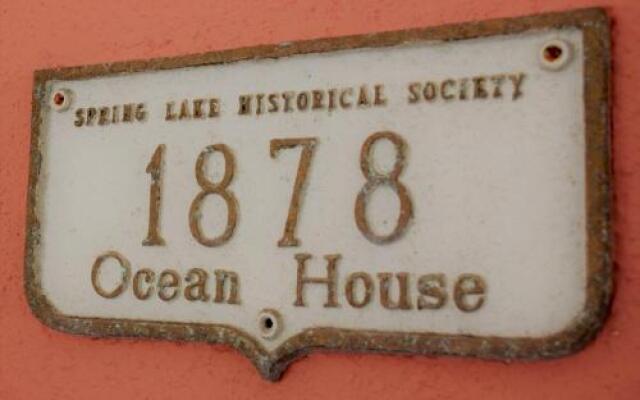 SPRING LAKE HISTORICAL SOCIETY
1878
Ocean House